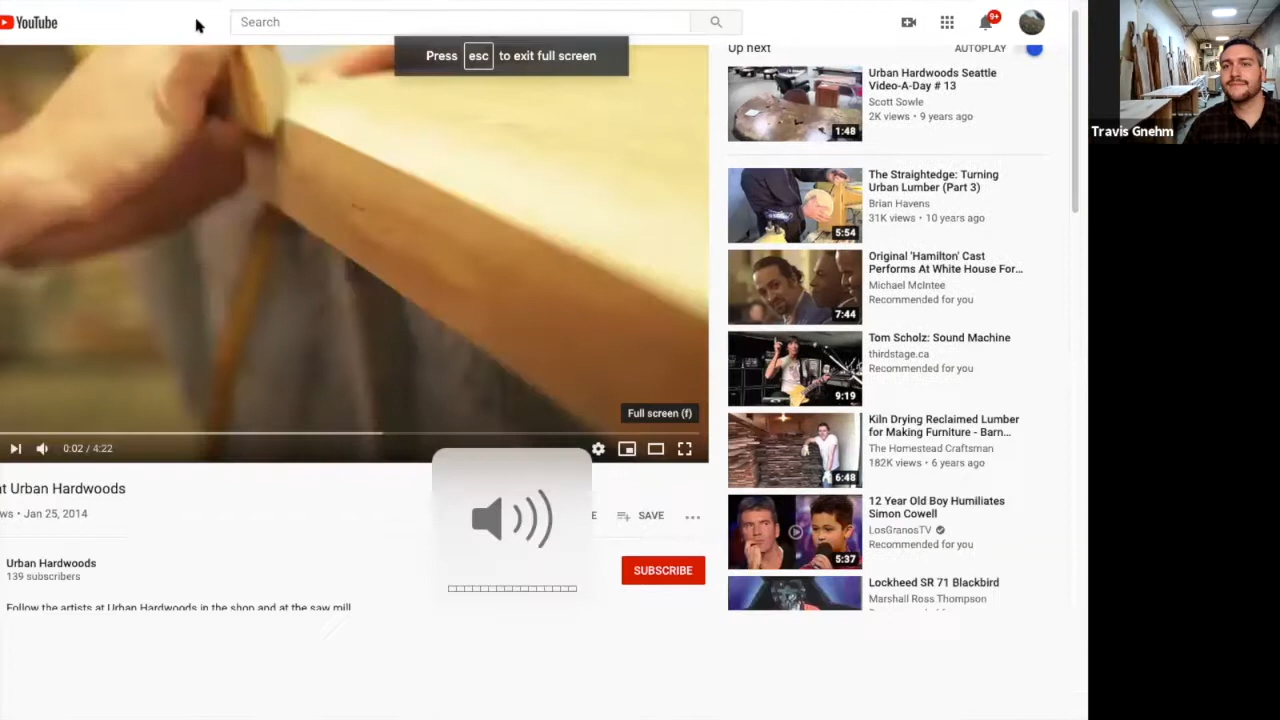 YouTube
Search
9+
Press esc to exit full screen
Up next
AUTOPLAY
Urban Hardwoods Seattle
Video-A-Day # 13
Scott Sowle
2K views • 9 years ago
1:48
The Straightedge: Turning
Urban Lumber (Part 3)
Brian Havens
31K views • 10 years ago
5:54
Original 'Hamilton' Cast
Performs At White House For...
Michael McIntee
Recommended for you
7:44
Tom Scholz: Sound Machine
thirdstage.ca
Recommended for you
9:19
Kiln Drying Reclaimed Lumber
for Making Furniture - Barn...
The Homestead Craftsman
182K views • 6 years ago
6:48
12 Year Old Boy Humiliates
Simon Cowell
LosGranosTV
Recommended for you
5:37
Lockheed SR 71 Blackbird
Marshall Ross Thompson
Full screen (f)
0:02 / 4:22
at Urban Hardwoods
ws • Jan 25, 2014
E
SAVE
Urban Hardwoods
139 subscribers
SUBSCRIBE
Follow the artists at Urban Hardwoods in the shop and at the saw mill
Travis Gnehm